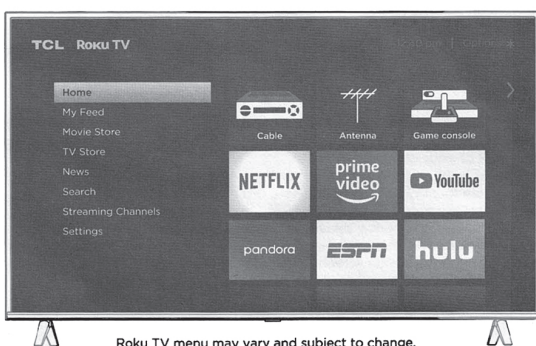 TCL Roku TV
Home
My Feed
Movie Store
TV Store
News
Search
Streaming Channels
Settings
Cable
Antenna
Game console
NETFLIX
prime video
YouTube
pandora
ESPN
hulu
Roku TV menu may vary and subject to change.